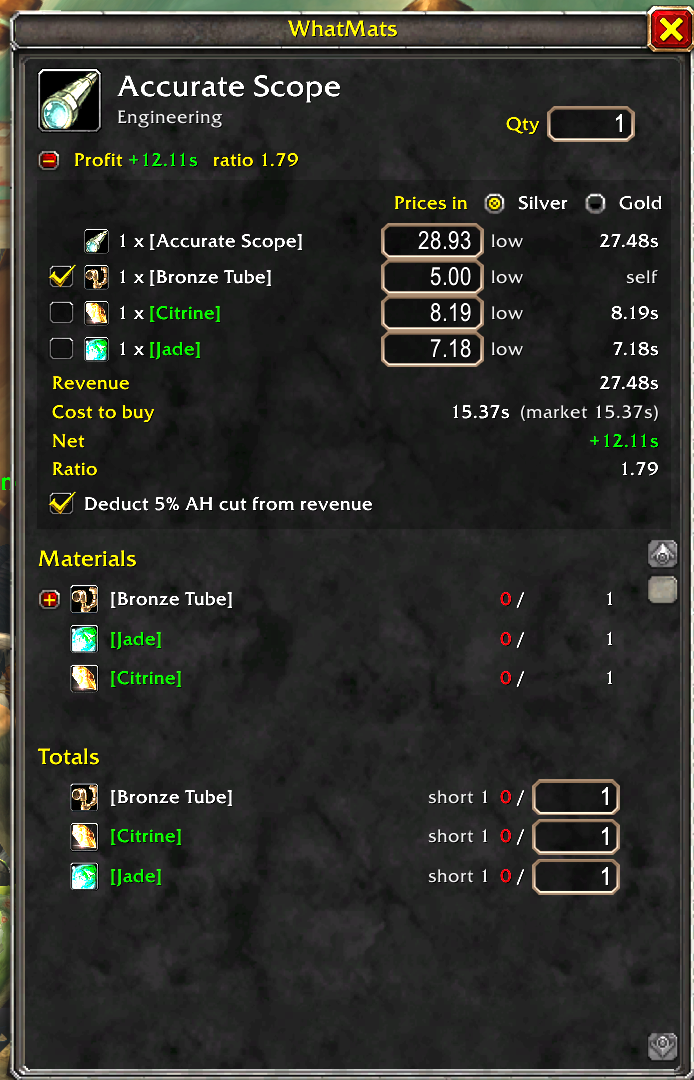 WhatMats
Accurate Scope
Engineering
Qty 1
Profit +12.11s ratio 1.79
Prices in Silver Gold
1 x [Accurate Scope] 28.93 low 27.48s
1 x [Bronze Tube] 5.00 low self
1 x [Citrine] 8.19 low 8.19s
1 x [Jade] 7.18 low 7.18s
Revenue 27.48s
Cost to buy 15.37s (market 15.37s)
Net +12.11s
Ratio 1.79
Deduct 5% AH cut from revenue
Materials
[Bronze Tube] 0 / 1
[Jade] 0 / 1
[Citrine] 0 / 1
Totals
[Bronze Tube] short 1 0 / 1
[Citrine] short 1 0 / 1
[Jade] short 1 0 / 1